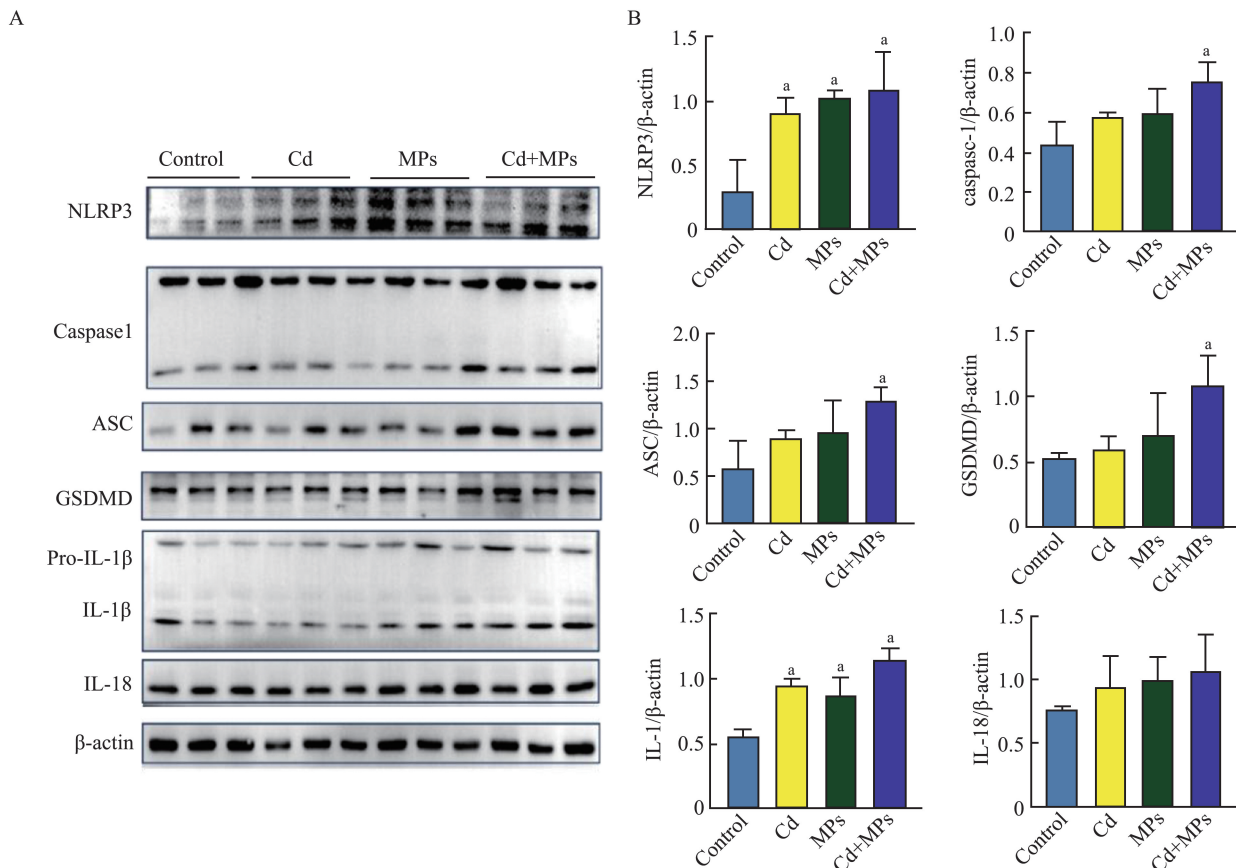 A
Control Cd MPs Cd+MPs
NLRP3
Caspase1
ASC
GSDMD
Pro-IL-1β
IL-1β
IL-18
β-actin
B
NLRP3/β-actin
1.5
1.0
0.5
0
a
a
a
Control
Cd
MPs
Cd+MPs
caspasc-1/β-actin
1.0
0.8
0.6
0.4
0.2
0
a
Control
Cd
MPs
Cd+MPs
ASC/β-actin
2.0
1.5
1.0
0.5
0
a
Control
Cd
MPs
Cd+MPs
GSDMD/β-actin
1.5
1.0
0.5
0
a
Control
Cd
MPs
Cd+MPs
IL-1/β-actin
1.5
1.0
0.5
0
a
a
a
Control
Cd
MPs
Cd+MPs
IL-18/β-actin
1.5
1.0
0.5
0
Control
Cd
MPs
Cd+MPs